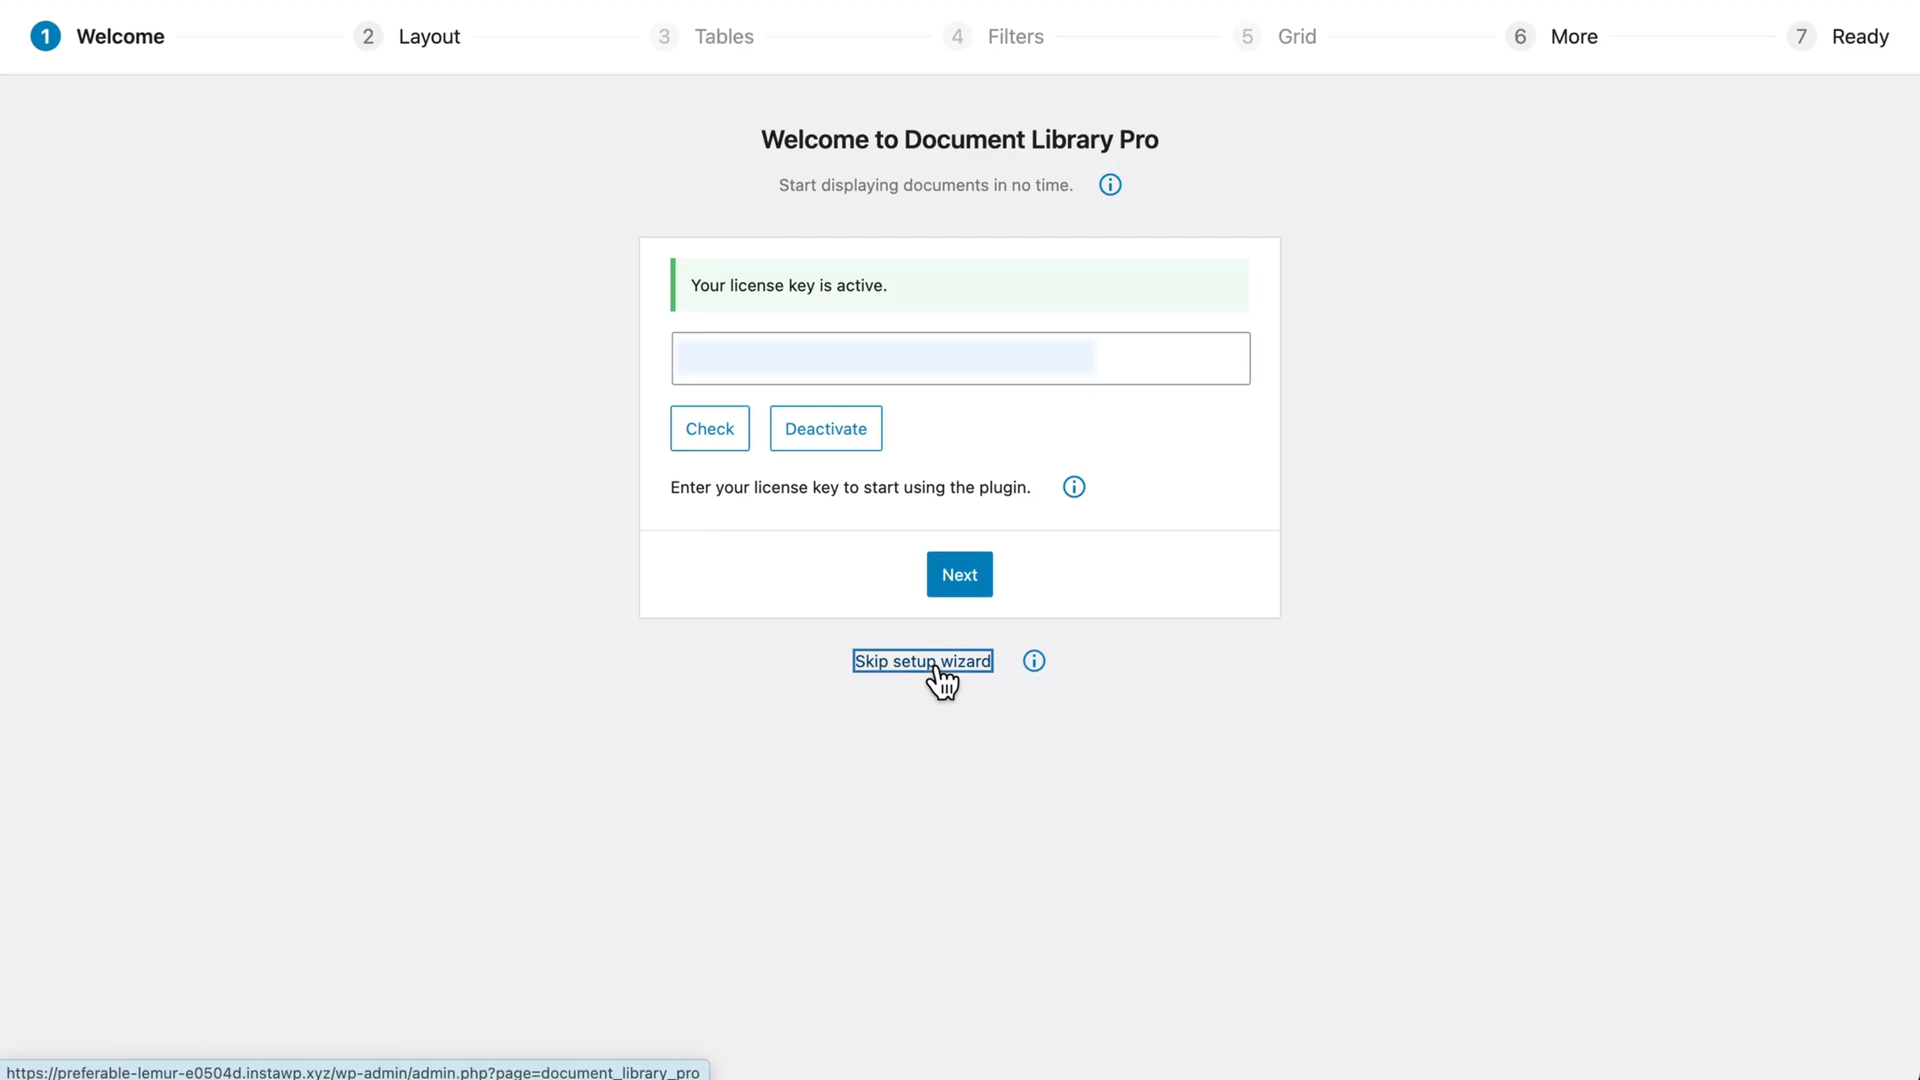 1 Welcome 2 Layout 3 Tables 4 Filters 5 Grid 6 More 7 Ready
Welcome to Document Library Pro
Start displaying documents in no time.
Your license key is active.
Check Deactivate
Enter your license key to start using the plugin.
Next
Skip setup wizard
https://preferable-lemur-e0504d.instawp.xyz/wp-admin/admin.php?page=document_library_pro